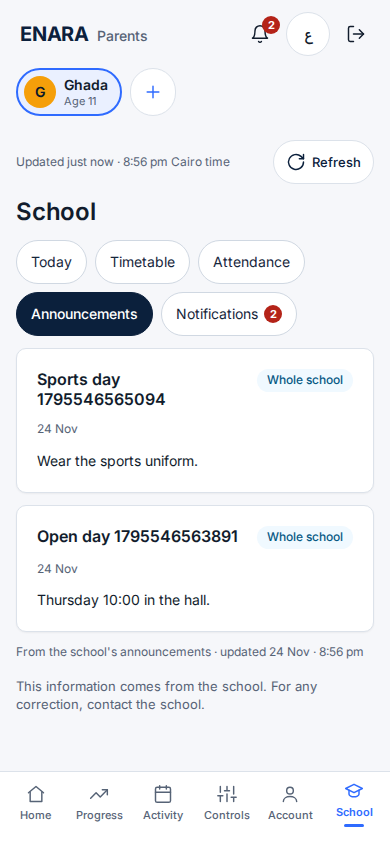 ENARA Parents
2
ع
G
Ghada
Age 11
Updated just now · 8:56 pm Cairo time
Refresh
School
Today
Timetable
Attendance
Announcements
Notifications 2
Sports day
1795546565094
Whole school
24 Nov
Wear the sports uniform.
Open day 1795546563891
Whole school
24 Nov
Thursday 10:00 in the hall.
From the school's announcements · updated 24 Nov · 8:56 pm
This information comes from the school. For any
correction, contact the school.
Home
Progress
Activity
Controls
Account
School